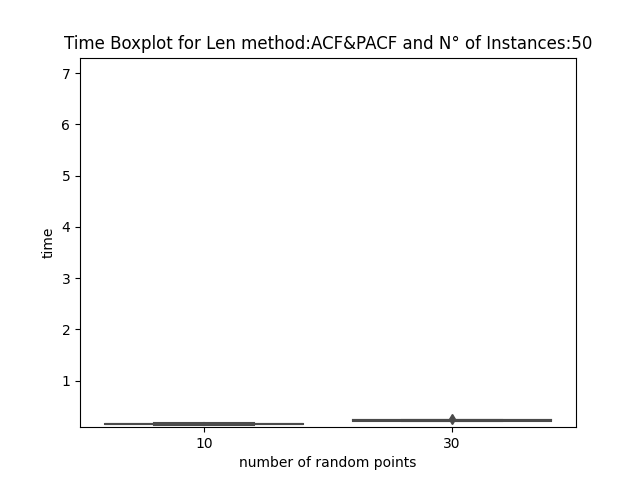 Time Boxplot for Len method:ACF&PACF and N° of Instances:50
7
6
5
4
3
2
1
time
10 30
number of random points